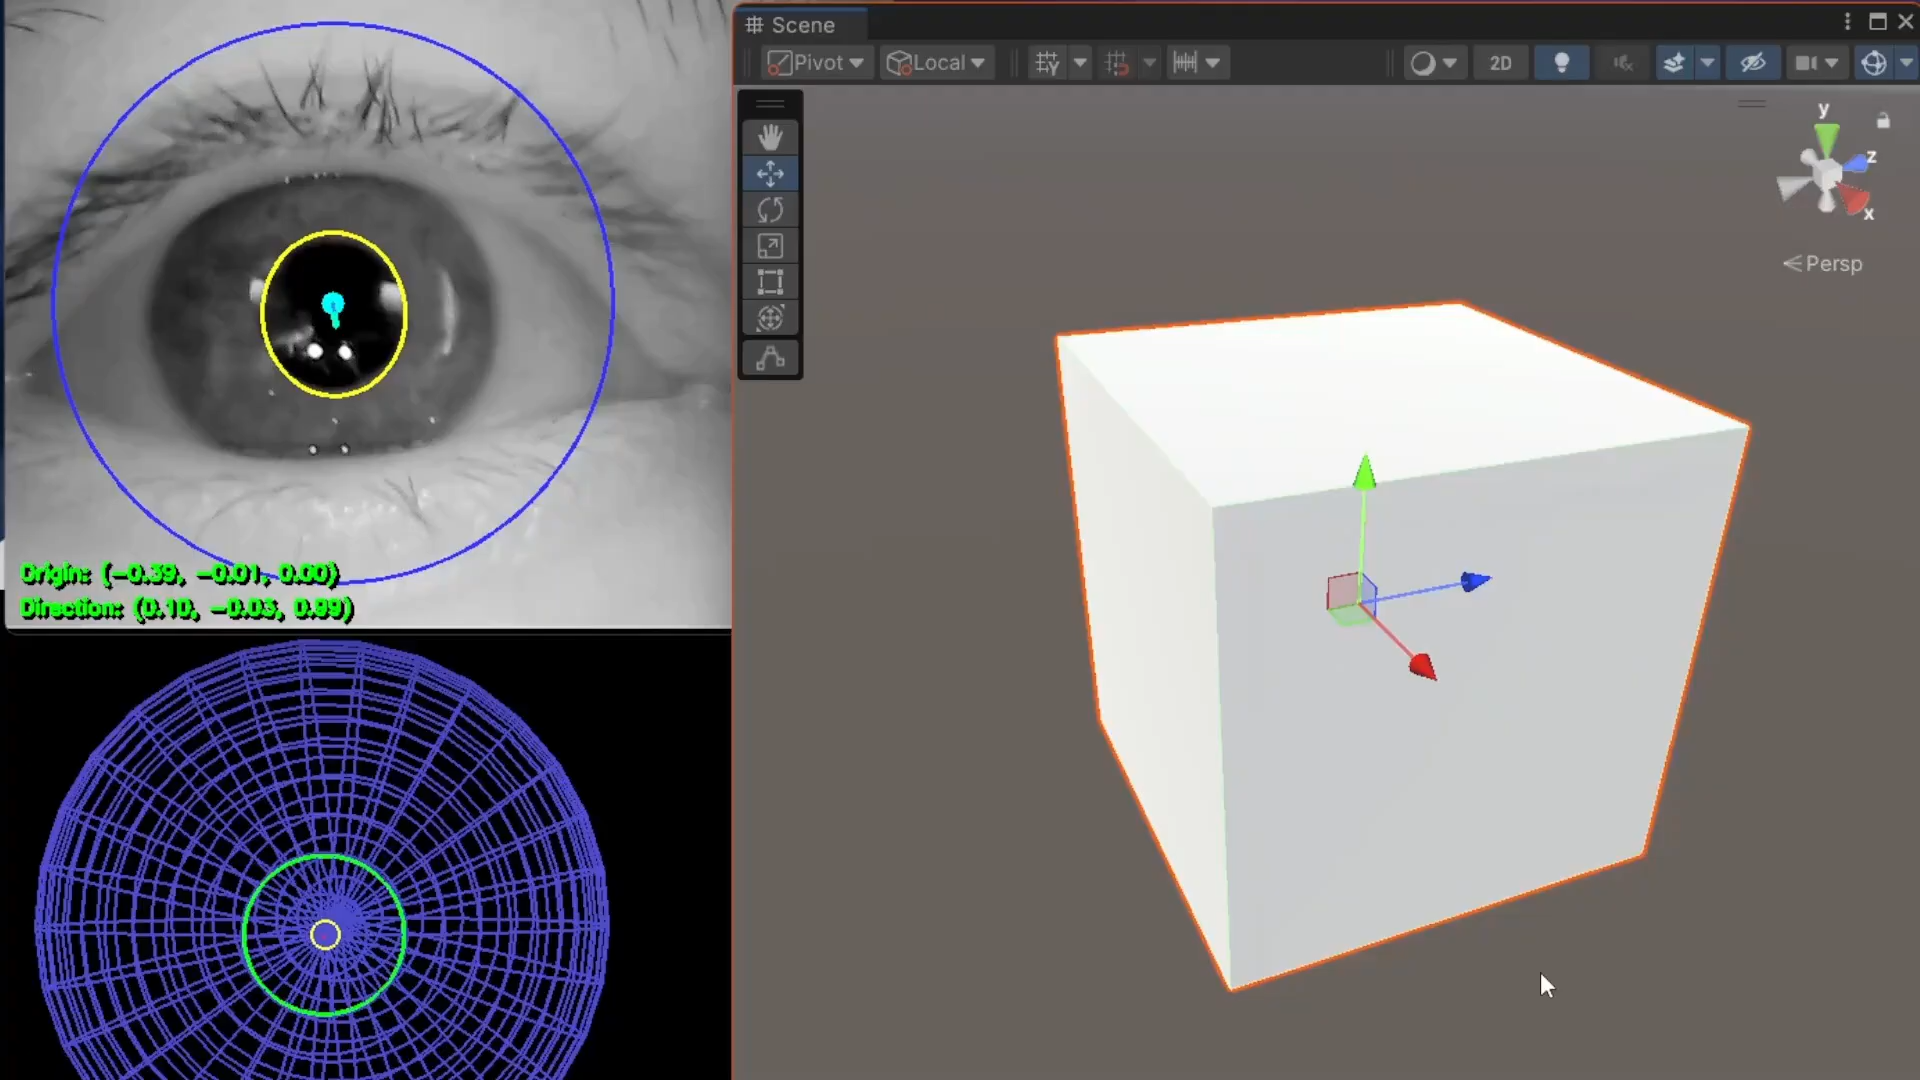 Origin: (-0.39, -0.01, 0.00)
Direction: (0.10, -0.03, 0.99)
Scene
Pivot
Local
2D
y
z
x
Persp